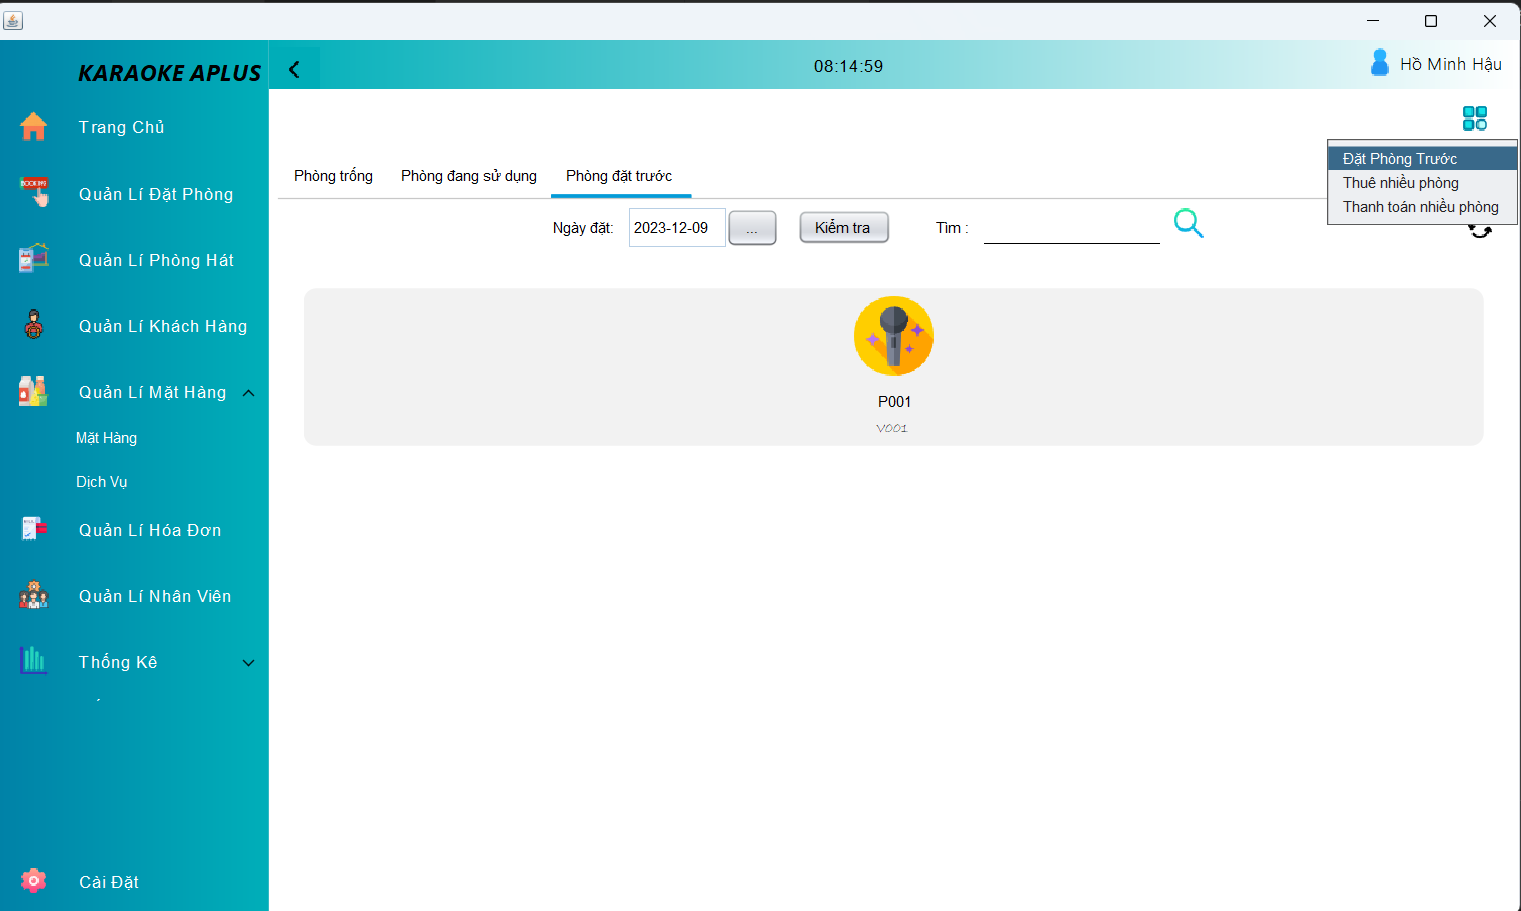 KARAOKE APLUS
08:14:59
Hồ Minh Hậu
Trang Chủ
Quản Lí Đặt Phòng
Quản Lí Phòng Hát
Quản Lí Khách Hàng
Quản Lí Mặt Hàng
Mặt Hàng
Dịch Vụ
Quản Lí Hóa Đơn
Quản Lí Nhân Viên
Thống Kê
Cài Đặt
Đặt Phòng Trước
Thuê nhiều phòng
Thanh toán nhiều phòng
Phòng trống Phòng đang sử dụng Phòng đặt trước
Ngày đặt: 2023-12-09 ... Kiểm tra Tìm :
P001
V001